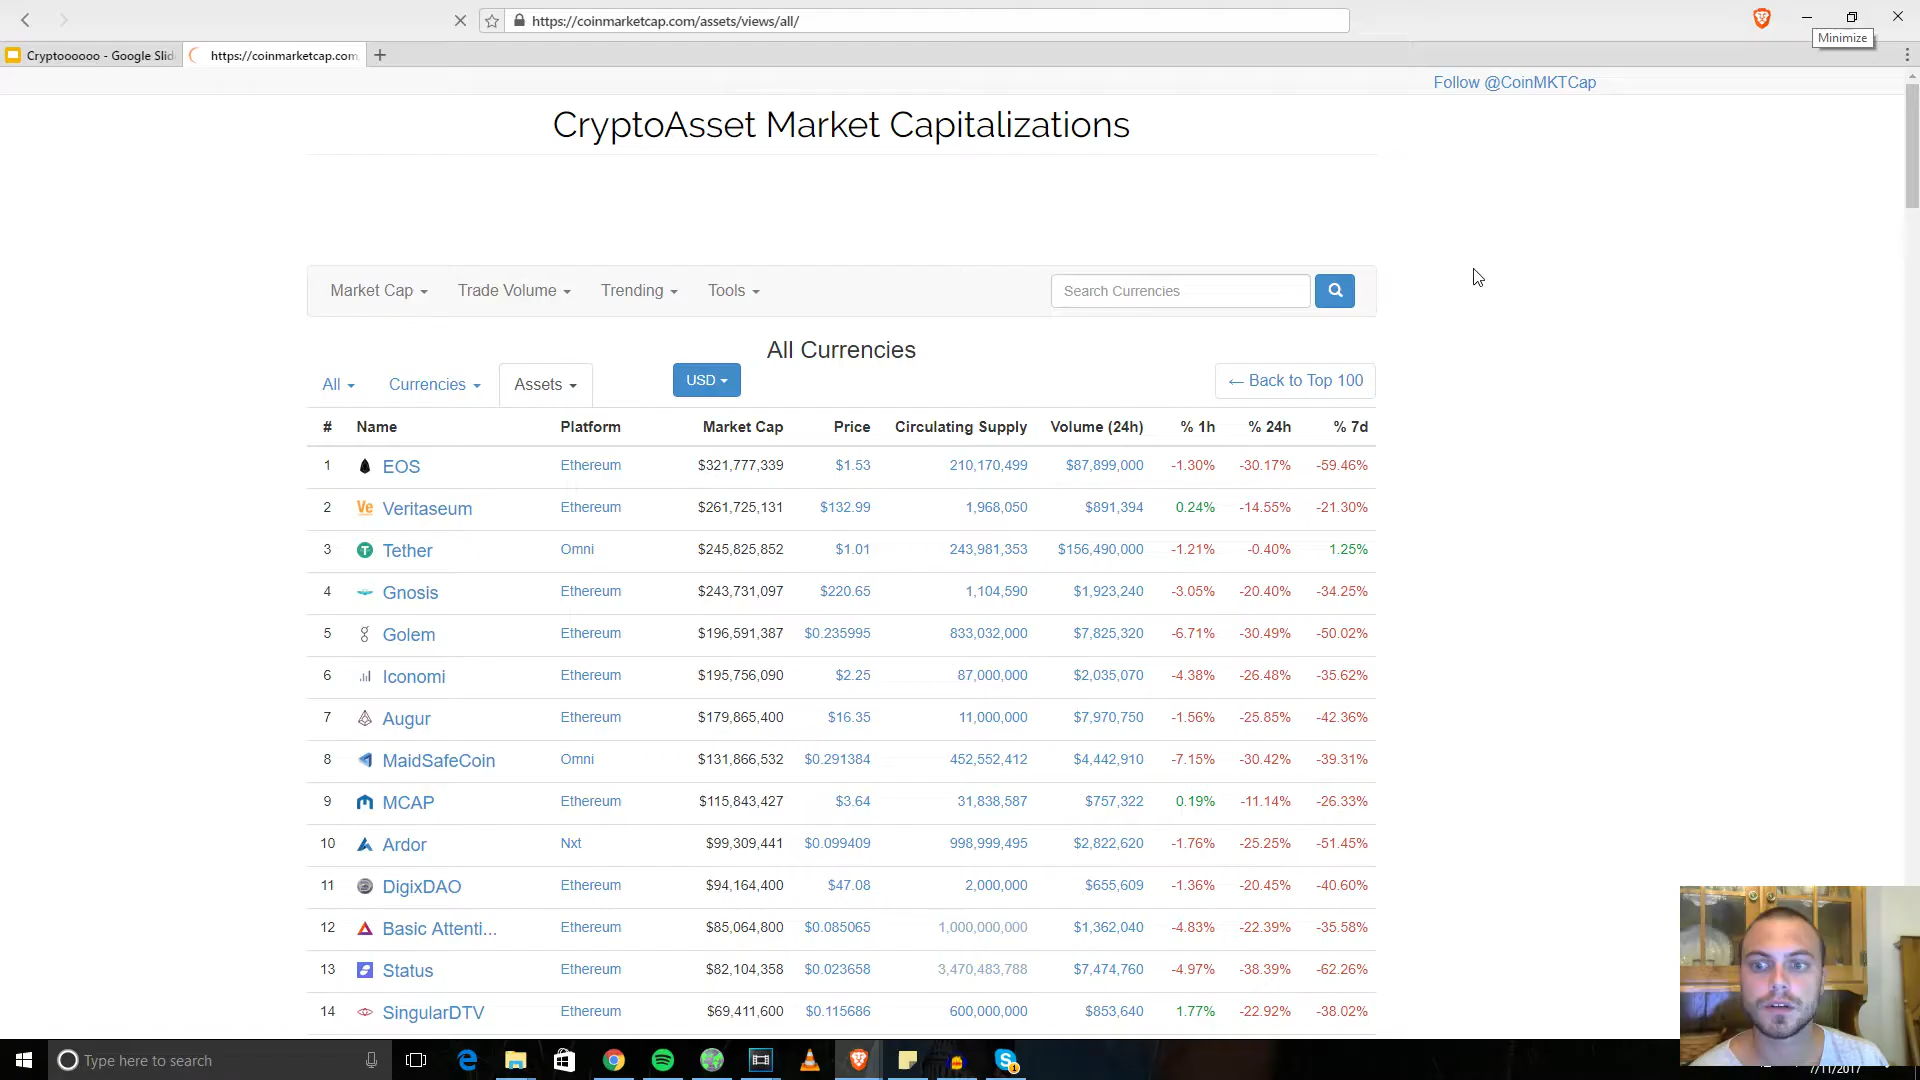 https://coinmarketcap.com/assets/views/all/
Minimize
Cryptoooooo - Google Slid
https://coinmarketcap.com
Follow @CoinMKTCap
CryptoAsset Market Capitalizations
Market Cap Trade Volume Trending Tools Search Currencies
All Currencies
All Currencies Assets USD ← Back to Top 100
# Name Platform Market Cap Price Circulating Supply Volume (24h) % 1h % 24h % 7d
1 EOS Ethereum $321,777,339 $1.53 210,170,499 $87,899,000 -1.30% -30.17% -59.46%
2 Ve Veritaseum Ethereum $261,725,131 $132.99 1,968,050 $891,394 0.24% -14.55% -21.30%
3 Tether Omni $245,825,852 $1.01 243,981,353 $156,490,000 -1.21% -0.40% 1.25%
4 Gnosis Ethereum $243,731,097 $220.65 1,104,590 $1,923,240 -3.05% -20.40% -34.25%
5 Golem Ethereum $196,591,387 $0.235995 833,032,000 $7,825,320 -6.71% -30.49% -50.02%
6 Iconomi Ethereum $195,756,090 $2.25 87,000,000 $2,035,070 -4.38% -26.48% -35.62%
7 Augur Ethereum $179,865,400 $16.35 11,000,000 $7,970,750 -1.56% -25.85% -42.36%
8 MaidSafeCoin Omni $131,866,532 $0.291384 452,552,412 $4,442,910 -7.15% -30.42% -39.31%
9 MCAP Ethereum $115,843,427 $3.64 31,838,587 $757,322 0.19% -11.14% -26.33%
10 Ardor Nxt $99,309,441 $0.099409 998,999,495 $2,822,620 -1.76% -25.25% -51.45%
11 DigixDAO Ethereum $94,164,400 $47.08 2,000,000 $655,609 -1.36% -20.45% -40.60%
12 Basic Attenti... Ethereum $85,064,800 $0.085065 1,000,000,000 $1,362,040 -4.83% -22.39% -35.58%
13 Status Ethereum $82,104,358 $0.023658 3,470,483,788 $7,474,760 -4.97% -38.39% -62.26%
14 SingularDTV Ethereum $69,411,600 $0.115686 600,000,000 $853,640 1.77% -22.92% -38.02%
Type here to search
7/11/2017